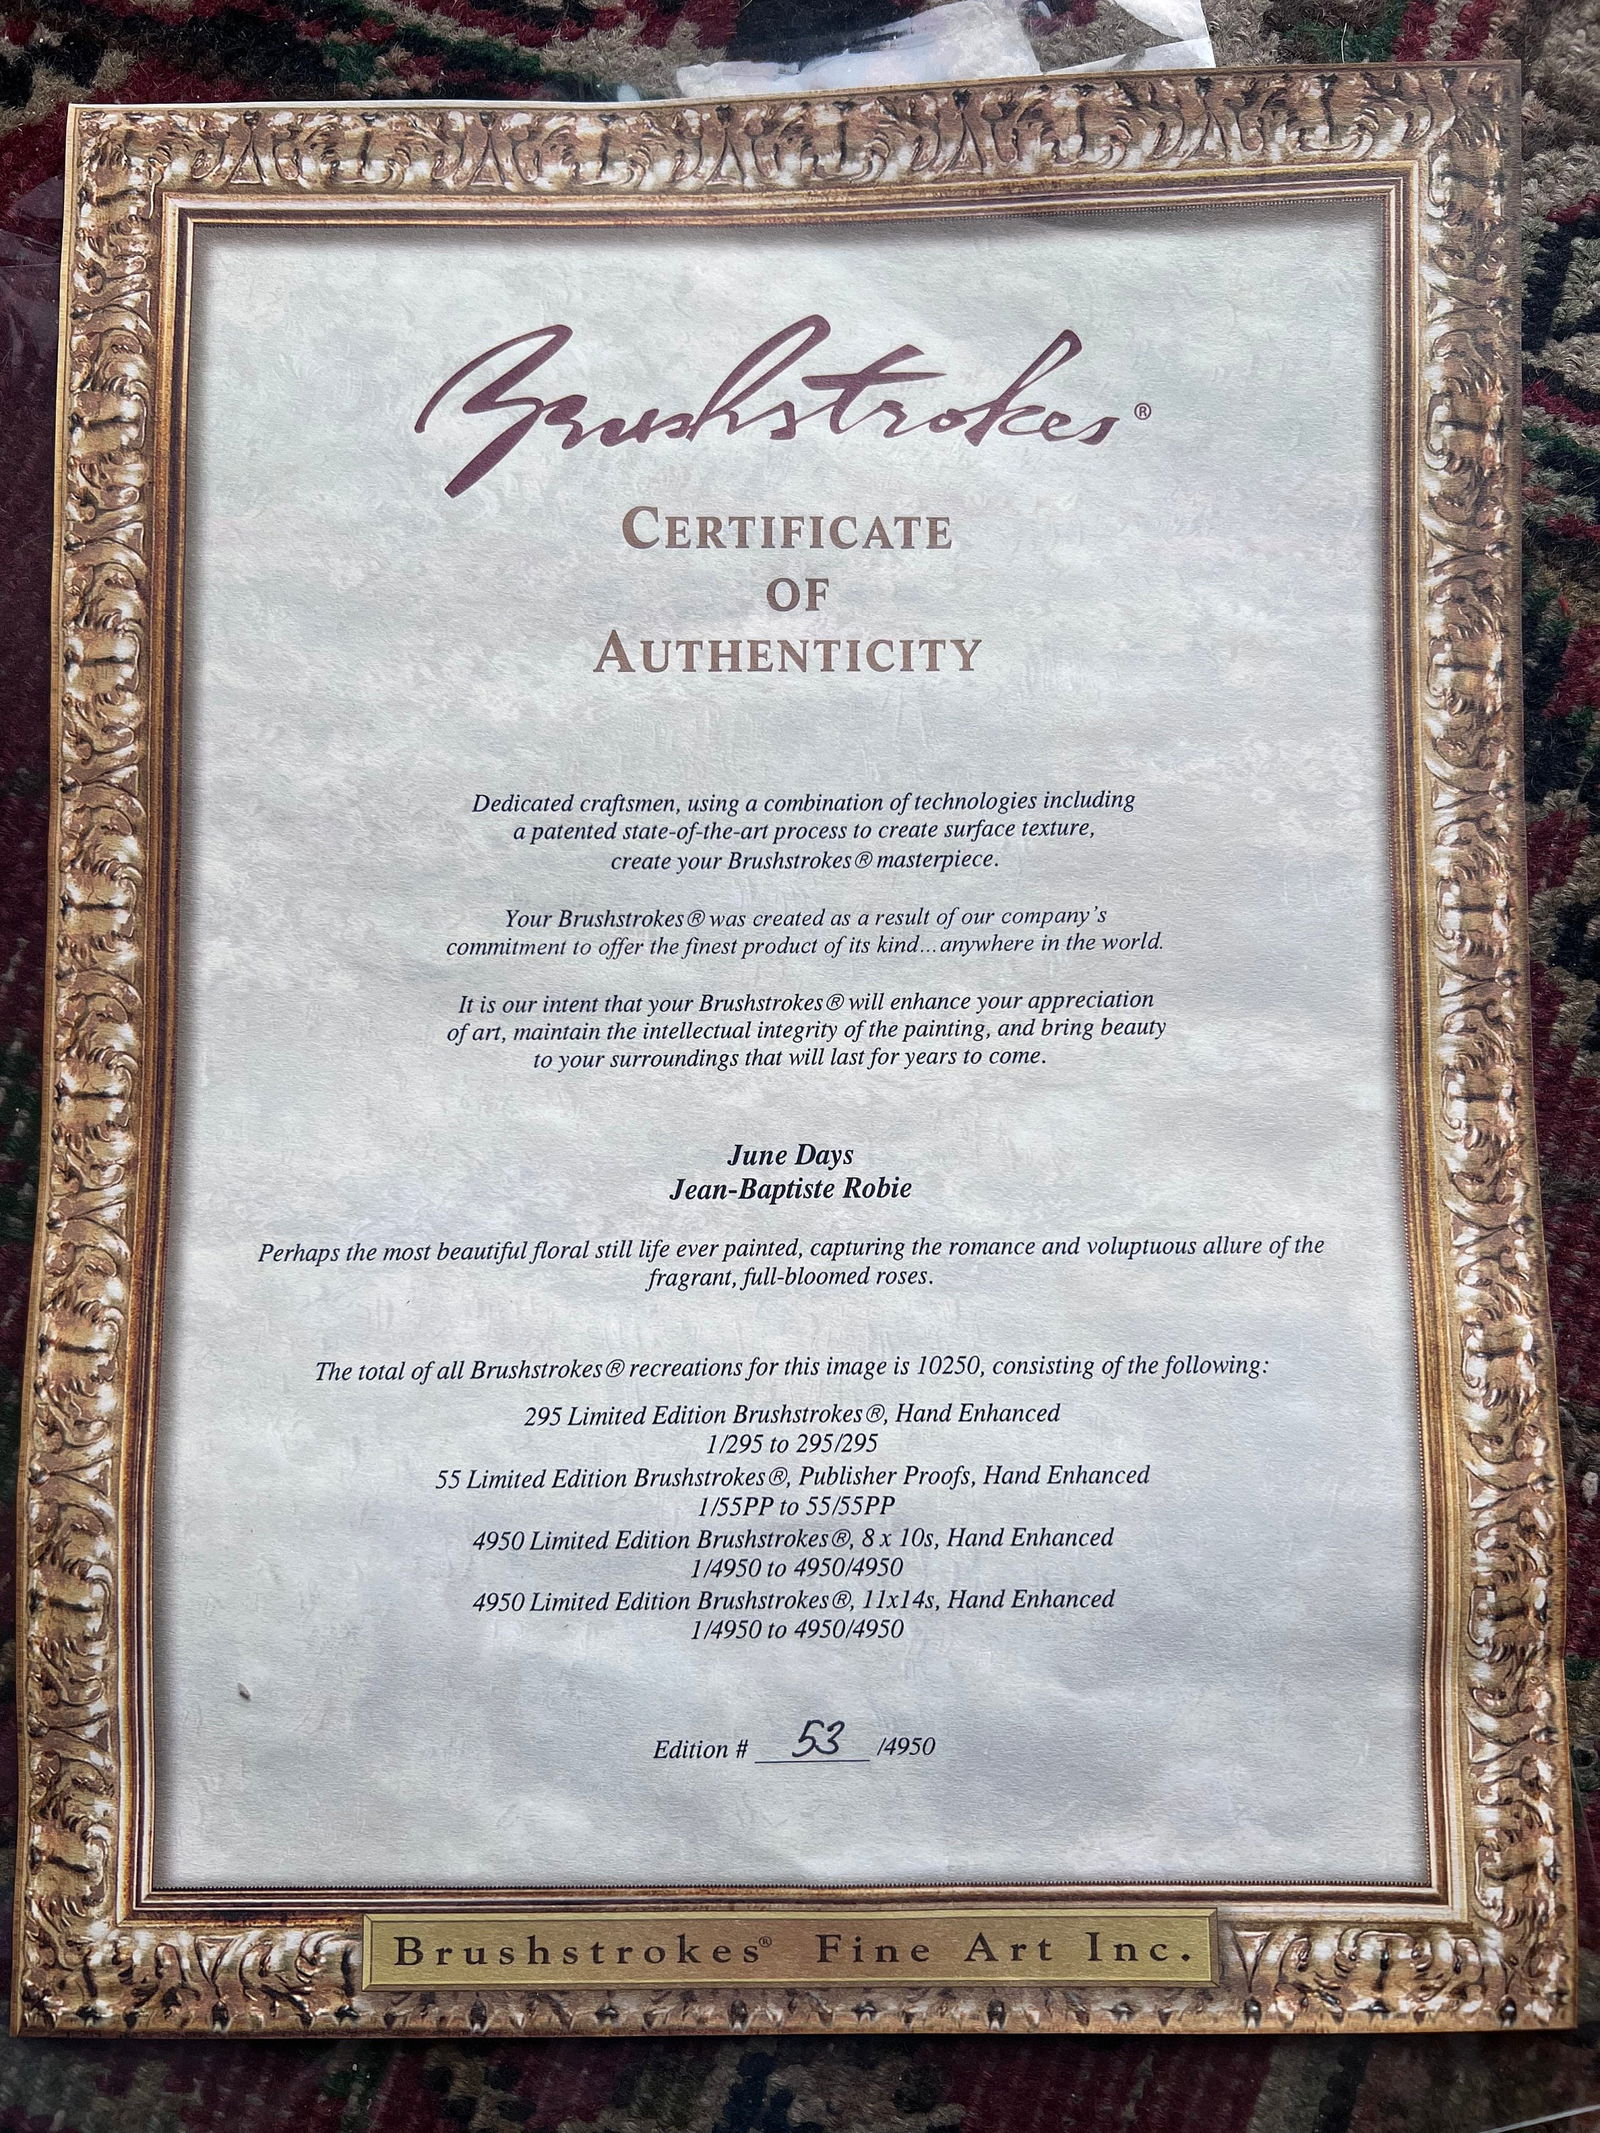 Brushstrokes®
CERTIFICATE
OF
AUTHENTICITY
Dedicated craftsmen, using a combination of technologies including
a patented state-of-the-art process to create surface texture,
create your Brushstrokes® masterpiece.
Your Brushstrokes® was created as a result of our company's
commitment to offer the finest product of its kind...anywhere in the world.
It is our intent that your Brushstrokes® will enhance your appreciation
of art, maintain the intellectual integrity of the painting, and bring beauty
to your surroundings that will last for years to come.
June Days
Jean-Baptiste Robie
Perhaps the most beautiful floral still life ever painted, capturing the romance and voluptuous allure of the
fragrant, full-bloomed roses.
The total of all Brushstrokes® recreations for this image is 10250, consisting of the following:
295 Limited Edition Brushstrokes®, Hand Enhanced
1/295 to 295/295
55 Limited Edition Brushstrokes®, Publisher Proofs, Hand Enhanced
1/55PP to 55/55PP
4950 Limited Edition Brushstrokes®, 8 x 10s, Hand Enhanced
1/4950 to 4950/4950
4950 Limited Edition Brushstrokes®, 11x14s, Hand Enhanced
1/4950 to 4950/4950
Edition # 53 /4950
Brushstrokes® Fine Art Inc.